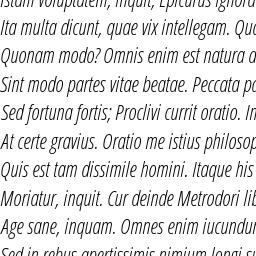 Istam voluptatem, inquit, Epicurus ignora
Ita multa dicunt, quae vix intellegam. Quo
Quonam modo? Omnis enim est natura d
Sint modo partes vitae beatae. Peccata pa
Sed fortuna fortis; Proclivi currit oratio. In
At certe gravius. Oratio me istius philosop
Quis est tam dissimile homini. Itaque his
Moriatur, inquit. Cur deinde Metrodori lib
Age sane, inquam. Omnes enim iucundum
Sed in rebus apertissimis nimium longi su